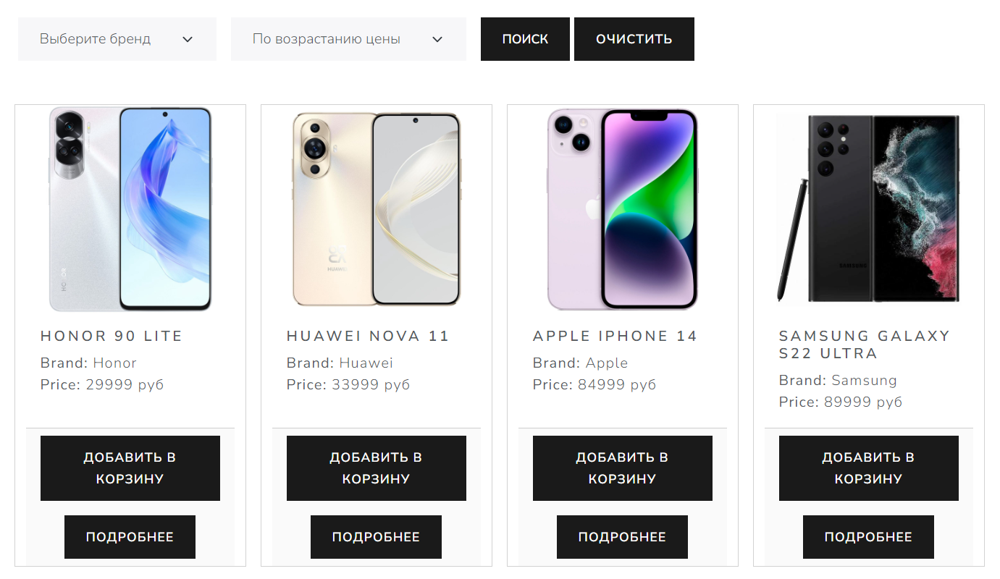 Выберите бренд
По возрастанию цены
ПОИСК
ОЧИСТИТЬ
HONOR
HUAWEI
SAMSUNG
HONOR 90 LITE
Brand: Honor
Price: 29999 руб
ДОБАВИТЬ В
КОРЗИНУ
ПОДРОБНЕЕ
HUAWEI NOVA 11
Brand: Huawei
Price: 33999 руб
ДОБАВИТЬ В
КОРЗИНУ
ПОДРОБНЕЕ
APPLE IPHONE 14
Brand: Apple
Price: 84999 руб
ДОБАВИТЬ В
КОРЗИНУ
ПОДРОБНЕЕ
SAMSUNG GALAXY
S22 ULTRA
Brand: Samsung
Price: 89999 руб
ДОБАВИТЬ В
КОРЗИНУ
ПОДРОБНЕЕ